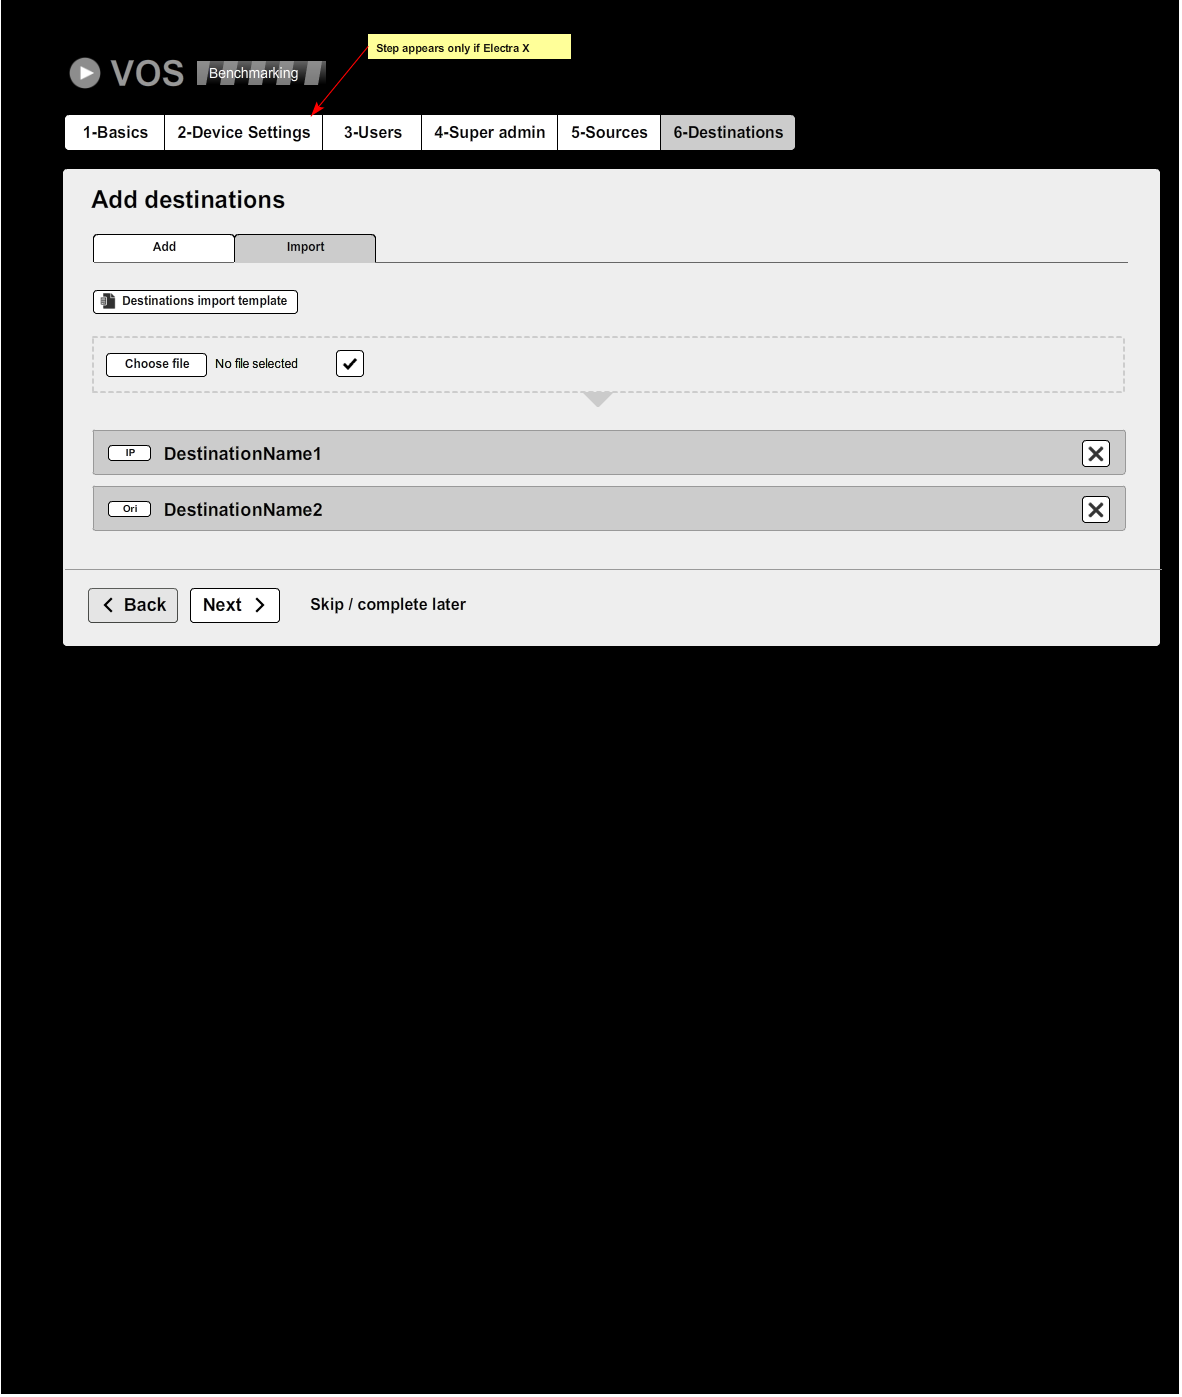 Step appears only if Electra X
VOS Benchmarking
1-Basics 2-Device Settings 3-Users 4-Super admin 5-Sources 6-Destinations
Add destinations
Add Import
Destinations import template
Choose file No file selected
IP DestinationName1
Ori DestinationName2
Back Next Skip / complete later